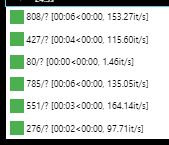 808/? [00:06<00:00, 153.27it/s]
427/? [00:04<00:00, 115.60it/s]
80/? [00:00<00:00, 1.46it/s]
785/? [00:06<00:00, 135.05it/s]
551/? [00:03<00:00, 164.14it/s]
276/? [00:02<00:00, 97.71it/s]